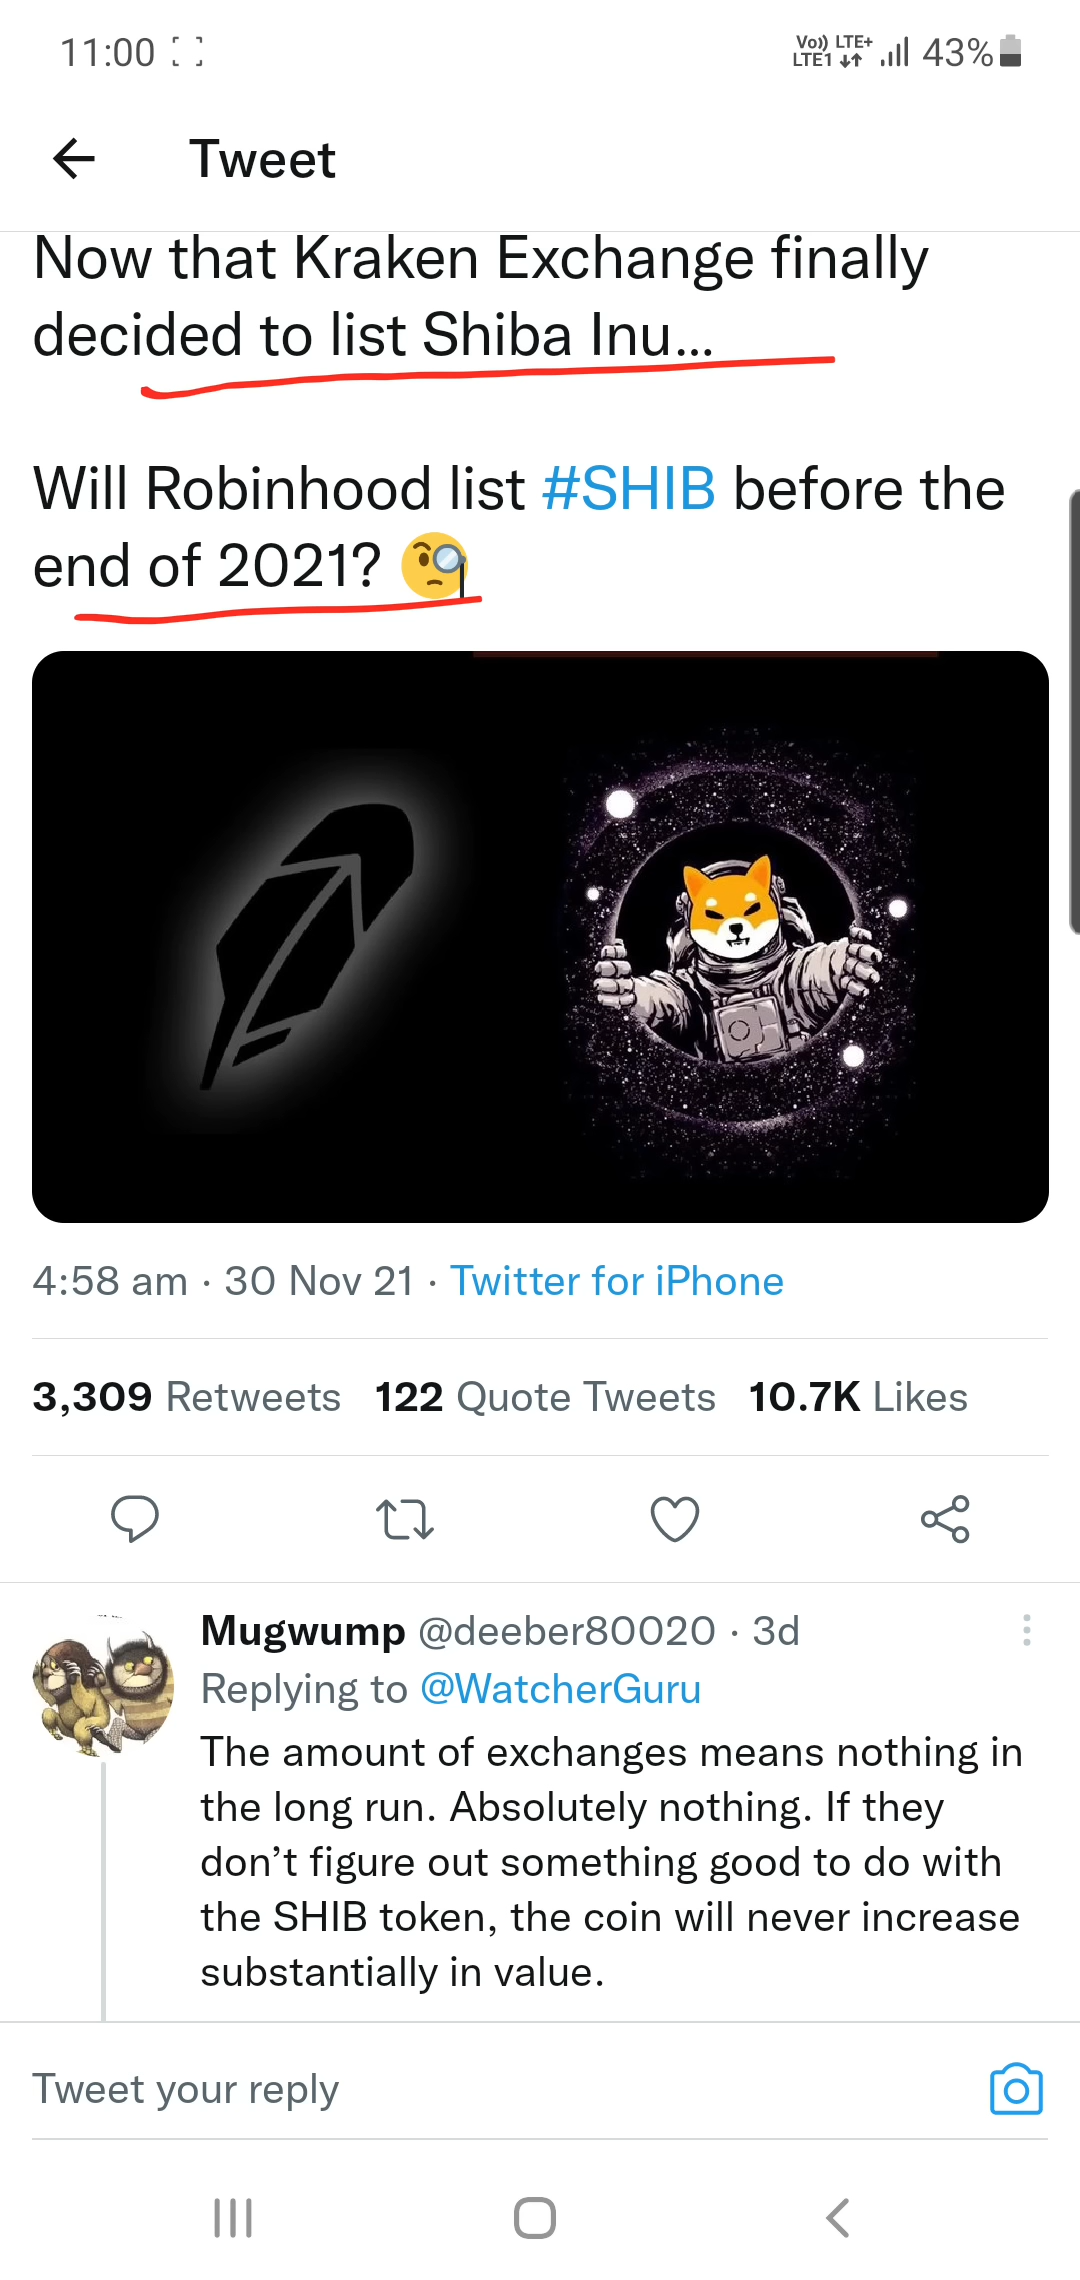 11:00 Vo)) LTE+ LTE1 43%
Tweet
Now that Kraken Exchange finally
decided to list Shiba Inu...
Will Robinhood list #SHIB before the
end of 2021? 🧐
4:58 am · 30 Nov 21 · Twitter for iPhone
3,309 Retweets 122 Quote Tweets 10.7K Likes
Mugwump @deeber80020 · 3d
Replying to @WatcherGuru
The amount of exchanges means nothing in
the long run. Absolutely nothing. If they
don’t figure out something good to do with
the SHIB token, the coin will never increase
substantially in value.
Tweet your reply